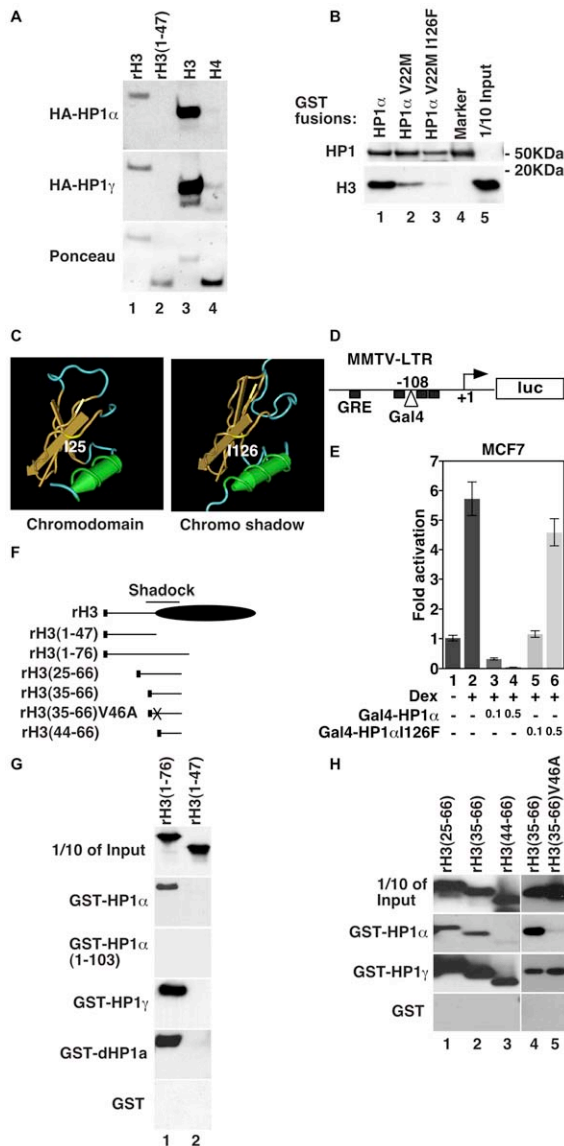 A
rH3
rH3(1-47)
H3
H4
HA-HP1α
HA-HP1γ
Ponceau
1 2 3 4
B
GST
fusions:
HP1α
HP1α V22M
HP1α V22M I126F
Marker
1/10 Input
HP1
- 50KDa
- 20KDa
H3
1 2 3 4 5
C
I25
I126
Chromodomain
Chromo shadow
D
MMTV-LTR
-108
+1
luc
GRE
Gal4
E
MCF7
Fold activation
7
6
5
4
3
2
1
0
1 2 3 4 5 6
Dex - + + + + +
Gal4-HP1α - - 0.1 0.5 - -
Gal4-HP1αI126F - - - - 0.1 0.5
F
Shadock
rH3
rH3(1-47)
rH3(1-76)
rH3(25-66)
rH3(35-66)
rH3(35-66)V46A
rH3(44-66)
G
rH3(1-76)
rH3(1-47)
1/10 of Input
GST-HP1α
GST-HP1α
(1-103)
GST-HP1γ
GST-dHP1a
GST
1 2
H
rH3(25-66)
rH3(35-66)
rH3(44-66)
rH3(35-66)
rH3(35-66)V46A
1/10 of
Input
GST-HP1α
GST-HP1γ
GST
1 2 3 4 5